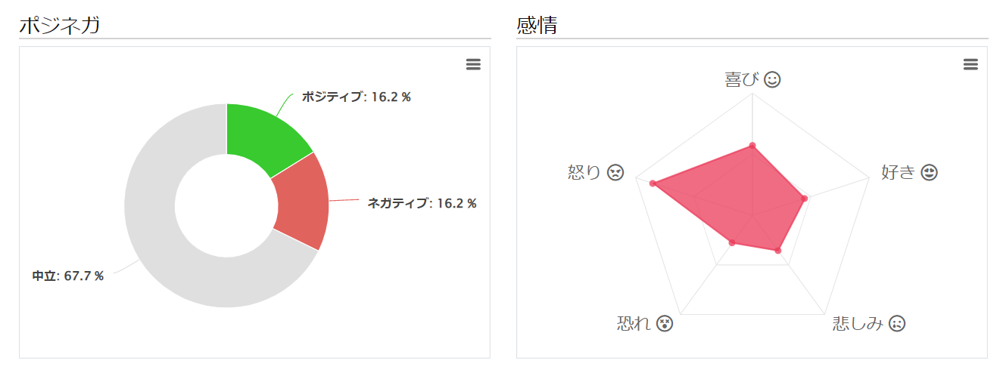 ポジネガ
ポジティブ: 16.2 %
ネガティブ: 16.2 %
中立: 67.7 %
感情
喜び
好き
悲しみ
恐れ
怒り